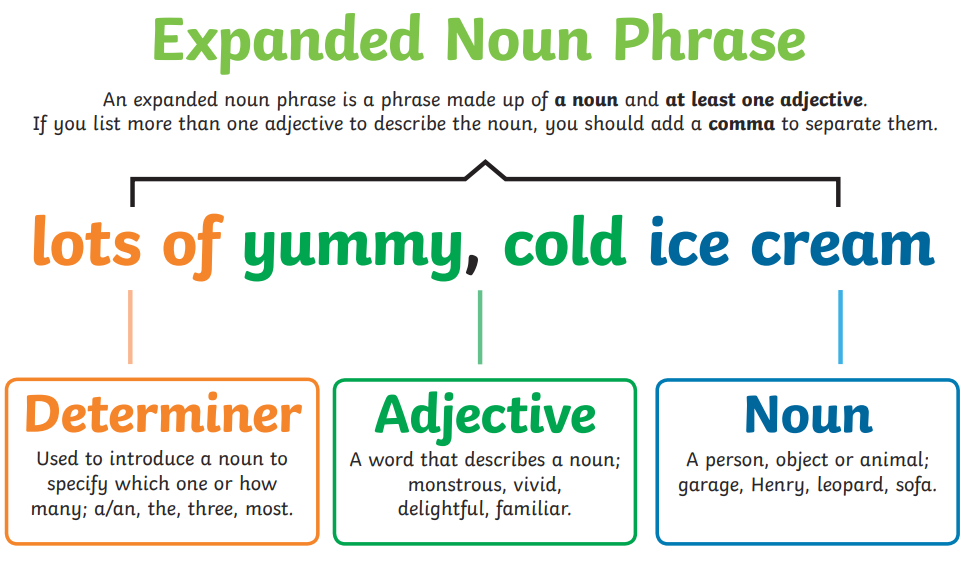 Expanded Noun Phrase
An expanded noun phrase is a phrase made up of a noun and at least one adjective.
If you list more than one adjective to describe the noun, you should add a comma to separate them.
lots of yummy, cold ice cream
Determiner
Used to introduce a noun to
specify which one or how
many; a/an, the, three, most.
Adjective
A word that describes a noun;
monstrous, vivid,
delightful, familiar.
Noun
A person, object or animal;
garage, Henry, leopard, sofa.